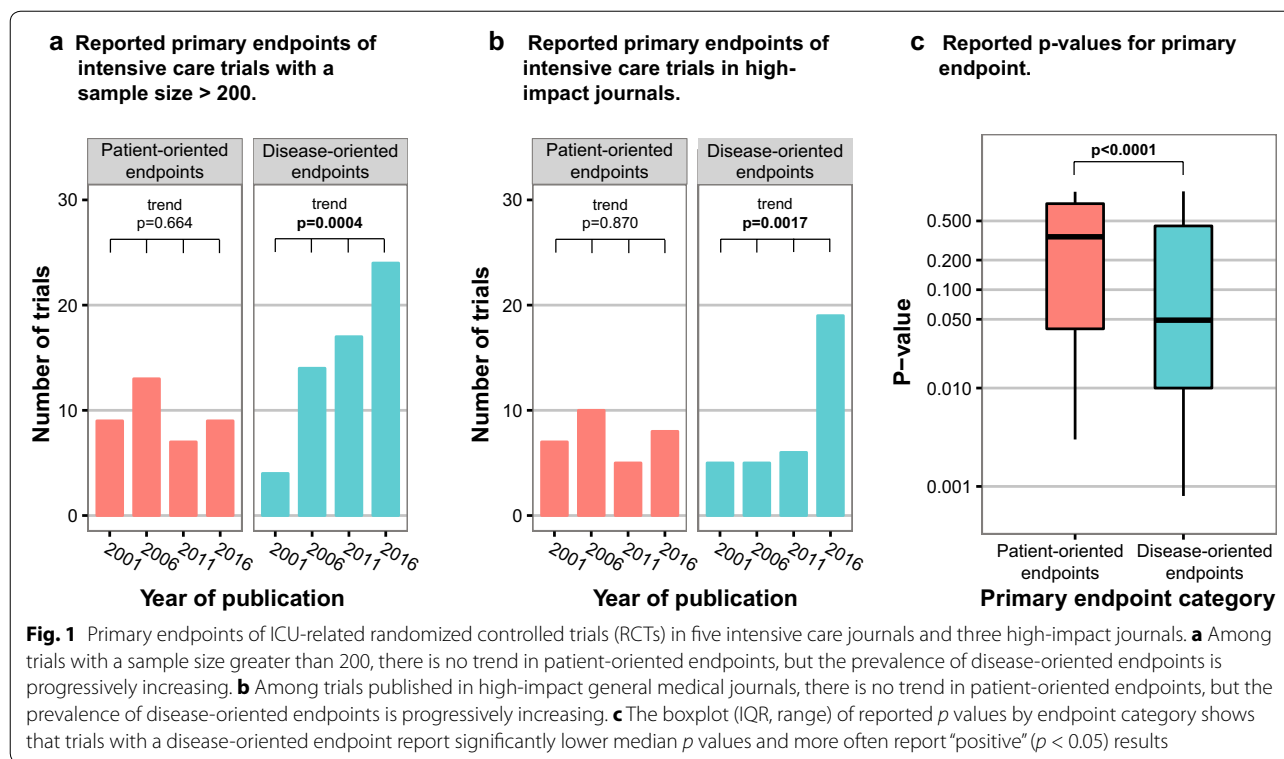 a Reported primary endpoints of
intensive care trials with a
sample size > 200.
Patient-oriented
endpoints
Disease-oriented
endpoints
30
20
10
0
Number of trials
trend
p=0.664
trend
p=0.0004
2001 2006 2011 2016
2001 2006 2011 2016
Year of publication
b Reported primary endpoints of
intensive care trials in high-
impact journals.
Patient-oriented
endpoints
Disease-oriented
endpoints
30
20
10
0
Number of trials
trend
p=0.870
trend
p=0.0017
2001 2006 2011 2016
2001 2006 2011 2016
Year of publication
c Reported p-values for primary
endpoint.
p<0.0001
0.500
0.200
0.100
0.050
0.010
0.001
P−value
Patient-oriented
endpoints
Disease-oriented
endpoints
Primary endpoint category
Fig. 1 Primary endpoints of ICU-related randomized controlled trials (RCTs) in five intensive care journals and three high-impact journals. a Among
trials with a sample size greater than 200, there is no trend in patient-oriented endpoints, but the prevalence of disease-oriented endpoints is
progressively increasing. b Among trials published in high-impact general medical journals, there is no trend in patient-oriented endpoints, but the
prevalence of disease-oriented endpoints is progressively increasing. c The boxplot (IQR, range) of reported p values by endpoint category shows
that trials with a disease-oriented endpoint report significantly lower median p values and more often report “positive” (p < 0.05) results